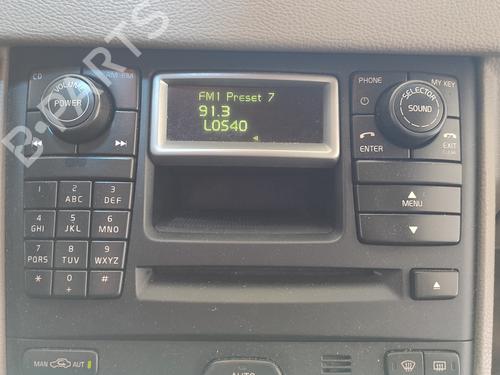 B-PARTS
CD
AM-FM
VOLUME
POWER
FM1 Preset 7
91.3
LOS40
PHONE
MY KEY
SELECTOR
SOUND
ENTER
EXIT
CLEAR
MENU
1
2 ABC
3 DEF
4 GHI
5 JKL
6 MNO
7 PQRS
8 TUV
9 WXYZ
*
0 +
#
MAN
AUT
AUTO